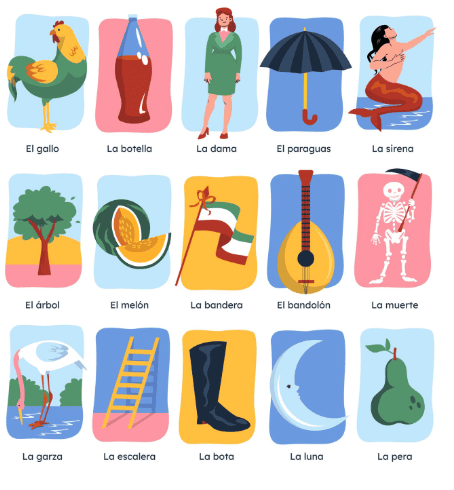 El gallo
La botella
La dama
El paraguas
La sirena
El árbol
El melón
La bandera
El bandolón
La muerte
La garza
La escalera
La bota
La luna
La pera